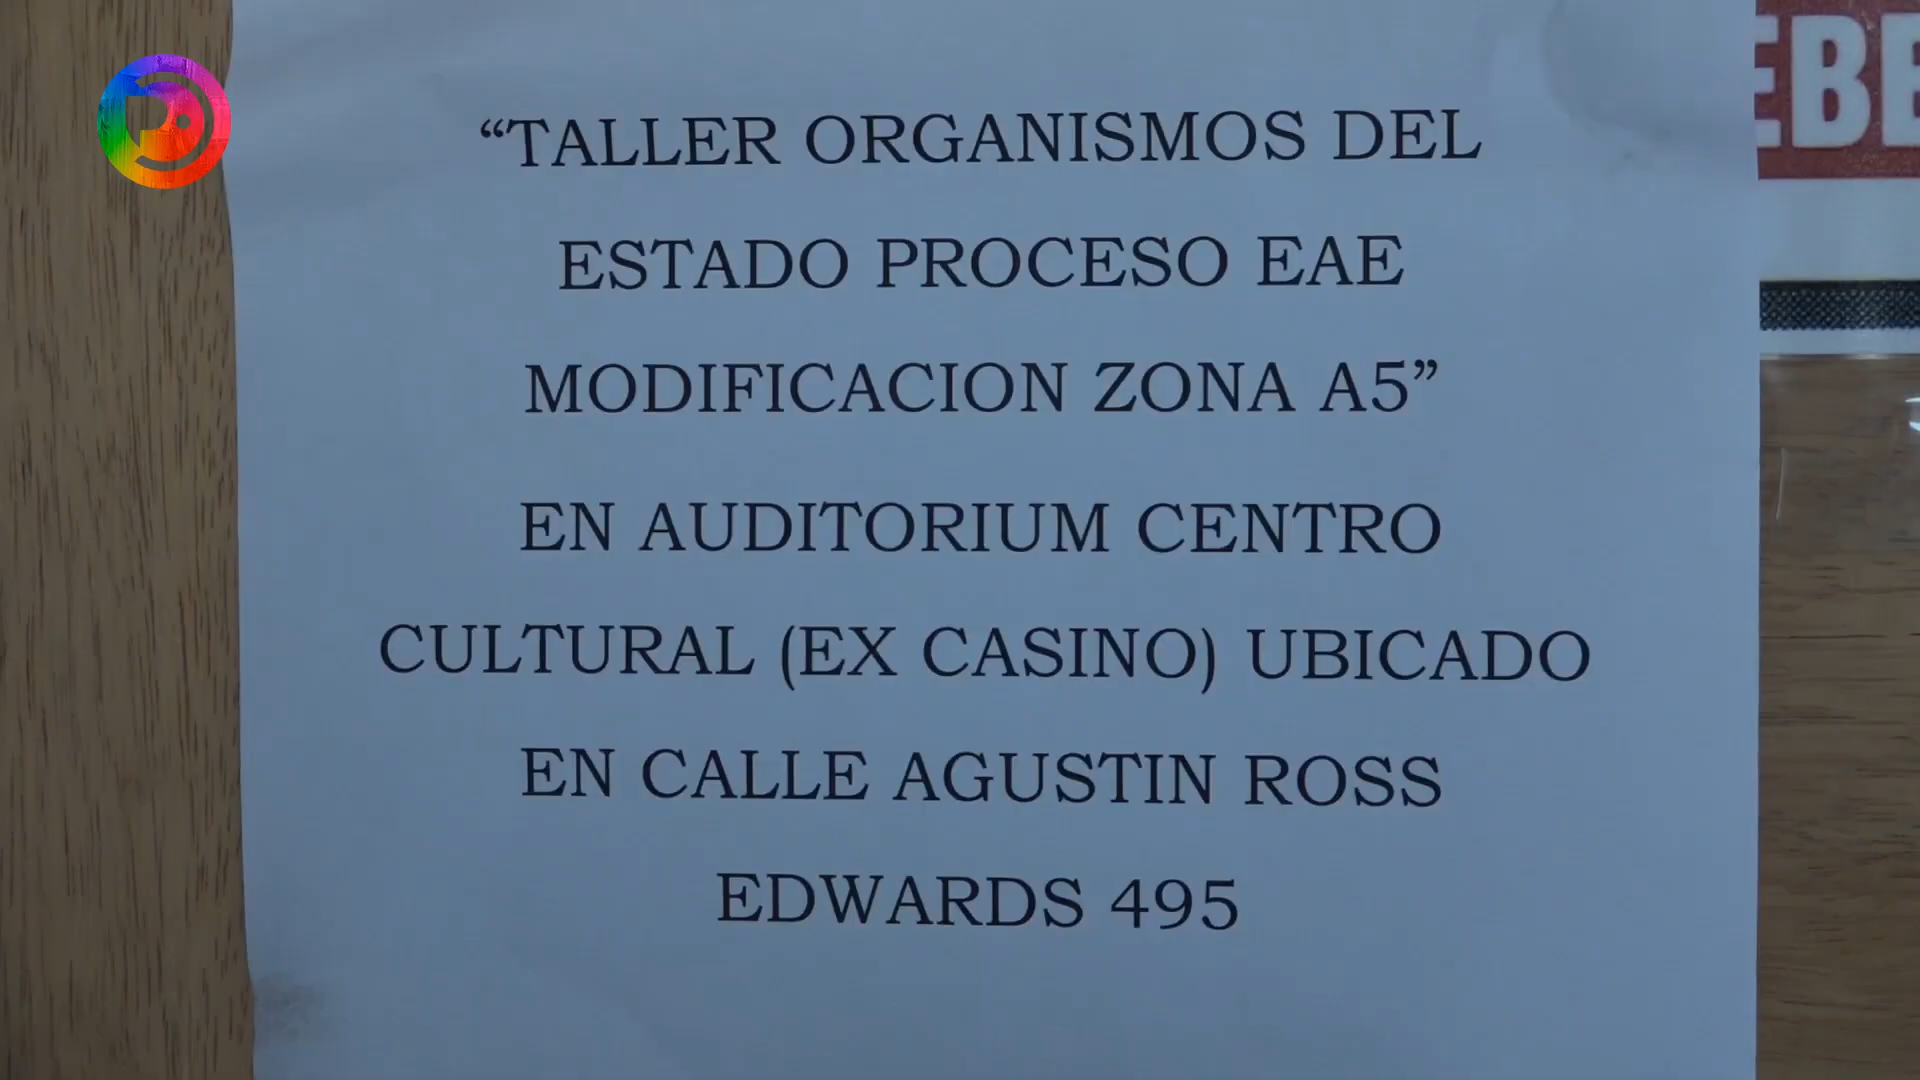 “TALLER ORGANISMOS DEL
ESTADO PROCESO EAE
MODIFICACION ZONA A5”
EN AUDITORIUM CENTRO
CULTURAL (EX CASINO) UBICADO
EN CALLE AGUSTIN ROSS
EDWARDS 495